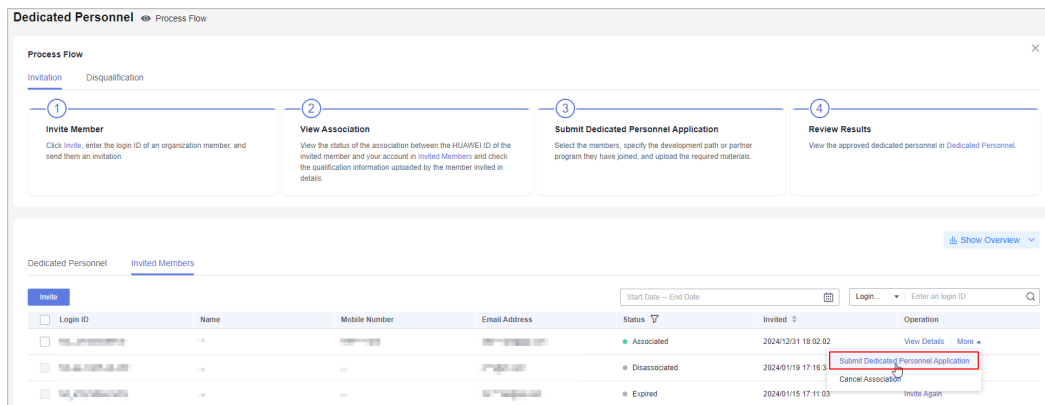 Dedicated Personnel Process Flow
Process Flow
Invitation Disqualification
1 2 3 4
Invite Member
Click Invite, enter the login ID of an organization member, and
send them an invitation.
View Association
View the status of the association between the HUAWEI ID of the
invited member and your account in Invited Members and check
the qualification information uploaded by the member invited in
details.
Submit Dedicated Personnel Application
Select the members, specify the development path or partner
program they have joined, and upload the required materials.
Review Results
View the approved dedicated personnel in Dedicated Personnel.
Show Overview
Dedicated Personnel Invited Members
Invite Start Date – End Date Login... Enter an login ID
Login ID Name Mobile Number Email Address Status Invited Operation
Associated 2024/12/31 18:02:02 View Details More
Submit Dedicated Personnel Application
Disassociated 2024/01/19 17:16:3
Cancel Association
Expired 2024/01/15 17:11:03 Invite Again